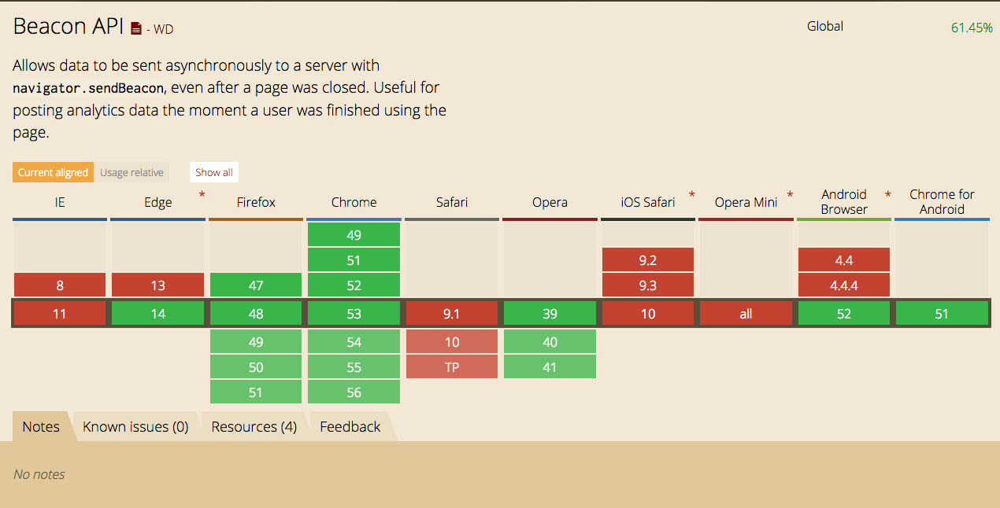 Beacon API - WD
Global 61.45%
Allows data to be sent asynchronously to a server with
navigator.sendBeacon, even after a page was closed. Useful for
posting analytics data the moment a user was finished using the
page.
Current aligned Usage relative Show all
IE Edge * Firefox Chrome Safari Opera iOS Safari * Opera Mini * Android Browser * Chrome for Android
49
51 9.2 4.4
8 13 47 52 9.3 4.4.4
11 14 48 53 9.1 39 10 all 52 51
49 54 10 40
50 55 TP 41
51 56
Notes Known issues (0) Resources (4) Feedback
No notes